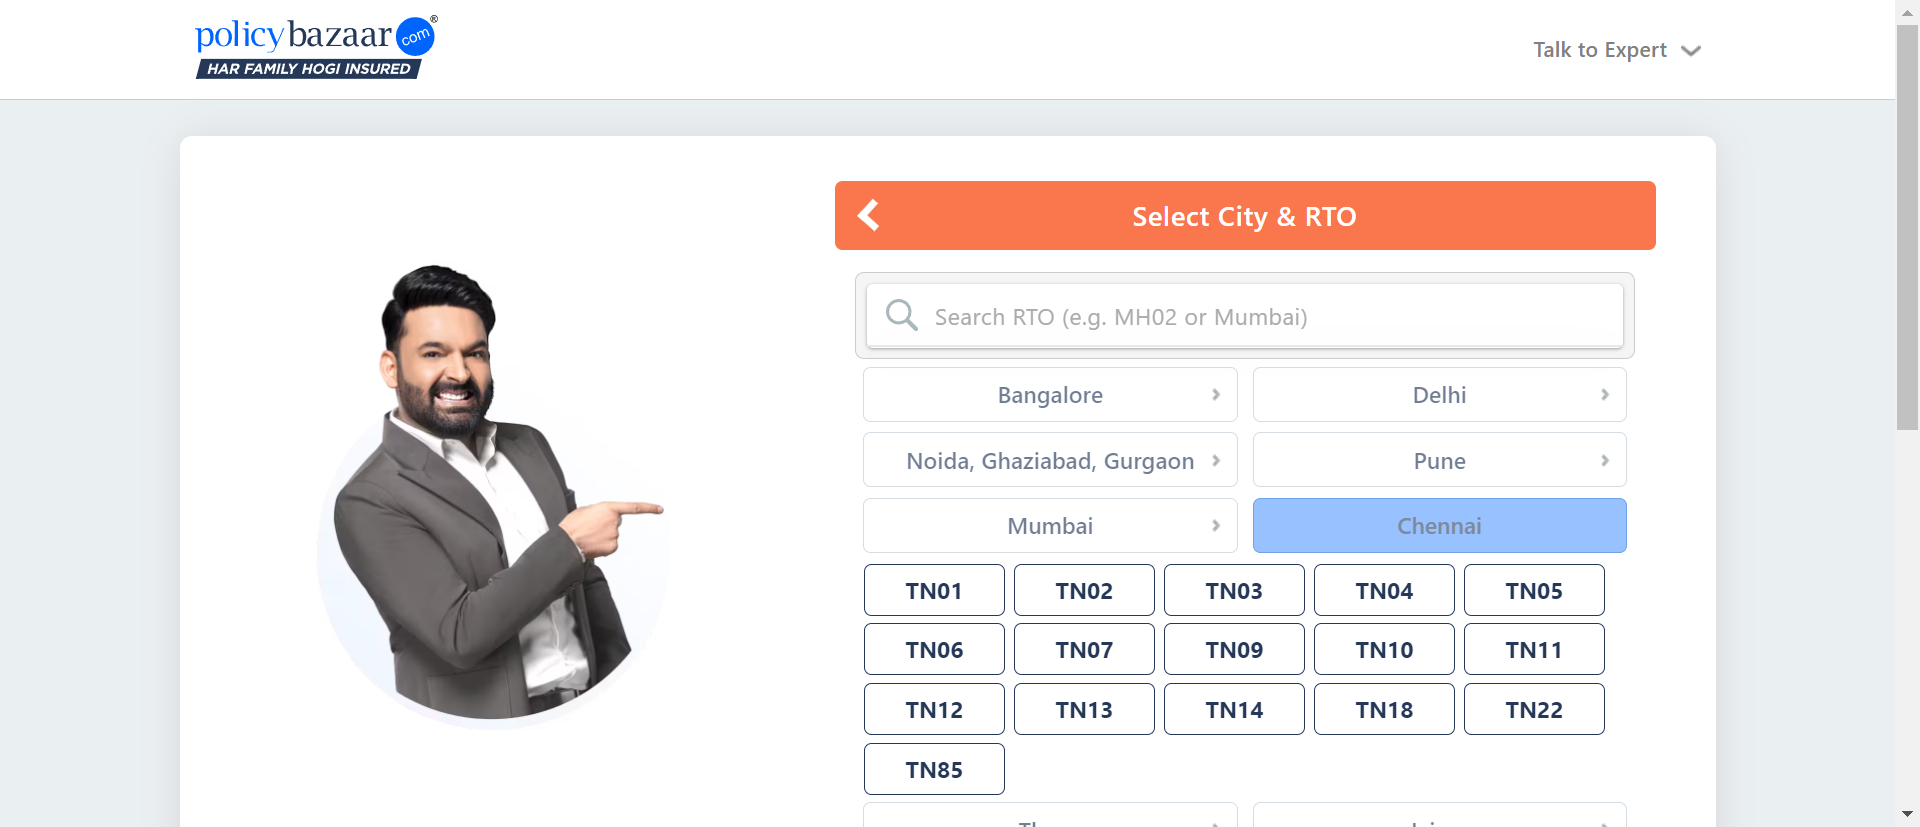 policybazaar.com®
HAR FAMILY HOGI INSURED
Talk to Expert
Select City & RTO
Search RTO (e.g. MH02 or Mumbai)
Bangalore
Delhi
Noida, Ghaziabad, Gurgaon
Pune
Mumbai
Chennai
TN01 TN02 TN03 TN04 TN05
TN06 TN07 TN09 TN10 TN11
TN12 TN13 TN14 TN18 TN22
TN85